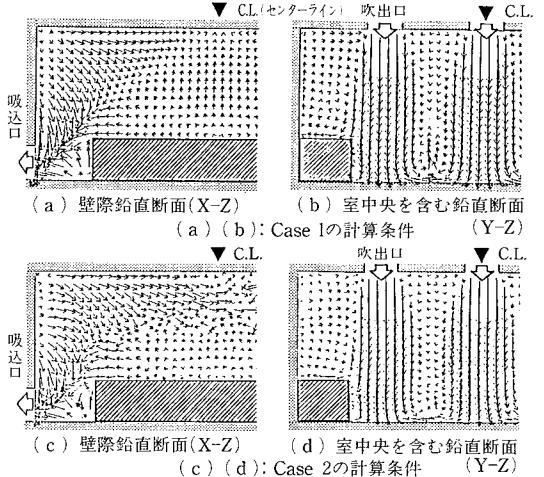 ▼ C.L.(センターライン) 吹出口 ▼ C.L.
吸込口
(a) 壁際鉛直断面(X-Z) (b) 室中央を含む鉛直断面
(a)(b): Case 1の計算条件 (Y-Z)
▼ C.L. 吹出口 ▼ C.L.
吸込口
(c) 壁際鉛直断面(X-Z) (d) 室中央を含む鉛直断面
(c)(d): Case 2の計算条件 (Y-Z)